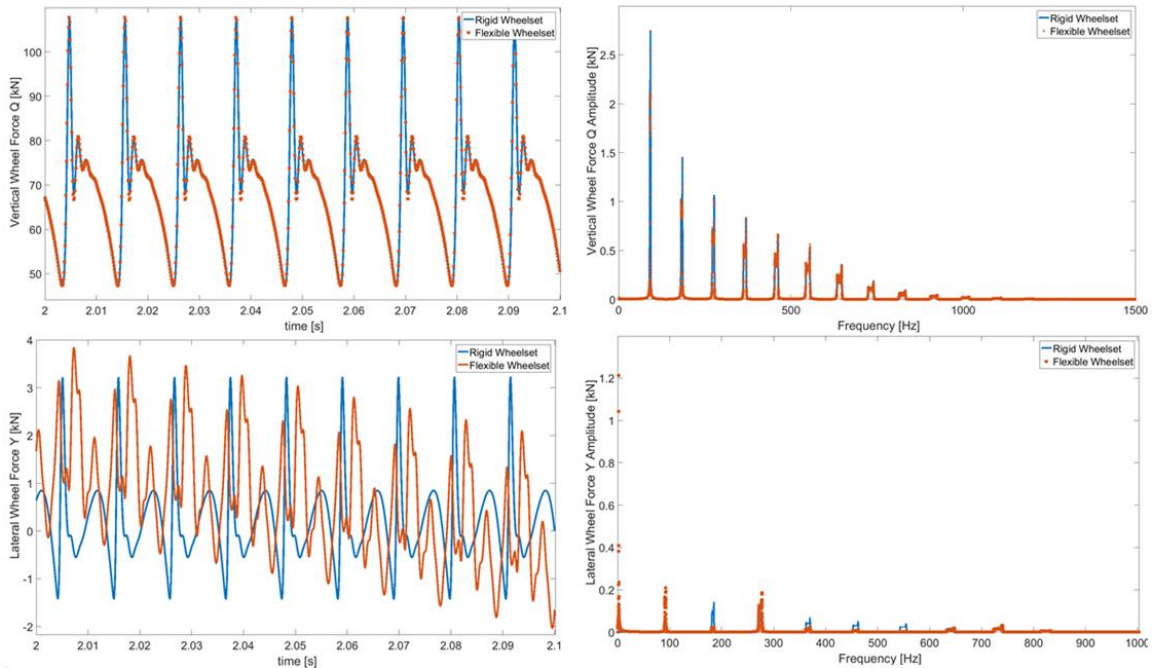 Vertical Wheel Force Q [kN]
100
90
80
70
60
50
Rigid Wheelset
Flexible Wheelset
2 2.01 2.02 2.03 2.04 2.05 2.06 2.07 2.08 2.09 2.1
time [s]
Vertical Wheel Force Q Amplitude [kN]
2.5
2
1.5
1
0.5
0
Rigid Wheelset
Flexible Wheelset
0 500 1000 1500
Frequency [Hz]
Lateral Wheel Force Y [kN]
4
3
2
1
0
-1
-2
Rigid Wheelset
Flexible Wheelset
2 2.01 2.02 2.03 2.04 2.05 2.06 2.07 2.08 2.09 2.1
time [s]
Lateral Wheel Force Y Amplitude [kN]
1.2
1
0.8
0.6
0.4
0.2
0
Rigid Wheelset
Flexible Wheelset
0 100 200 300 400 500 600 700 800 900 1000
Frequency [Hz]